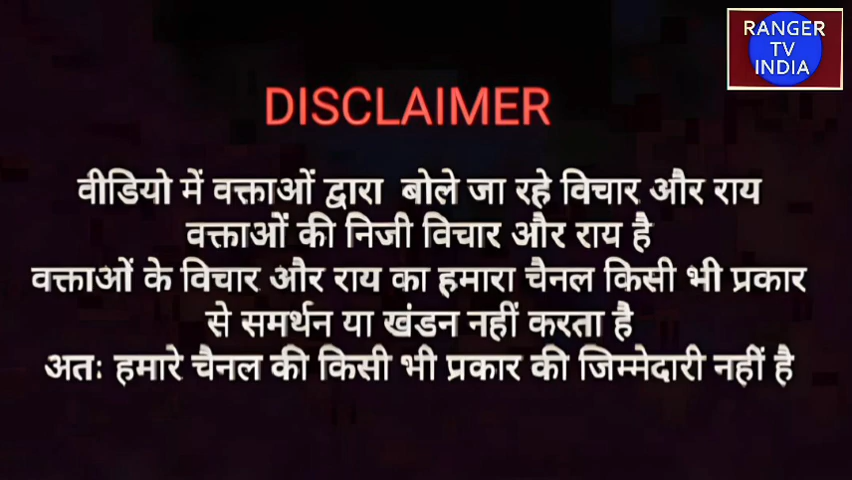 RANGER
TV
INDIA
DISCLAIMER
वीडियो में वक्ताओं द्वारा बोले जा रहे विचार और राय
वक्ताओं की निजी विचार और राय है
वक्ताओं के विचार और राय का हमारा चैनल किसी भी प्रकार
से समर्थन या खंडन नहीं करता है
अतः हमारे चैनल की किसी भी प्रकार की जिम्मेदारी नहीं है